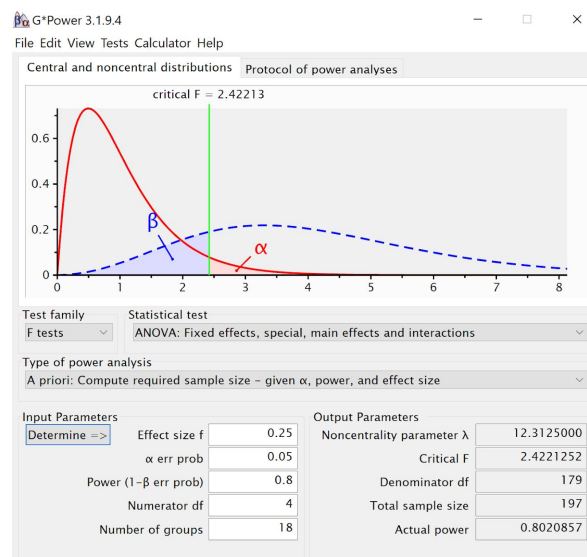 βα G*Power 3.1.9.4
File Edit View Tests Calculator Help
Central and noncentral distributions Protocol of power analyses
critical F = 2.42213
0.6
0.4
0.2
0
β
α
0 1 2 3 4 5 6 7 8
Test family Statistical test
F tests ANOVA: Fixed effects, special, main effects and interactions
Type of power analysis
A priori: Compute required sample size – given α, power, and effect size
Input Parameters Output Parameters
Determine => Effect size f 0.25 Noncentrality parameter λ 12.3125000
α err prob 0.05 Critical F 2.4221252
Power (1-β err prob) 0.8 Denominator df 179
Numerator df 4 Total sample size 197
Number of groups 18 Actual power 0.8020857